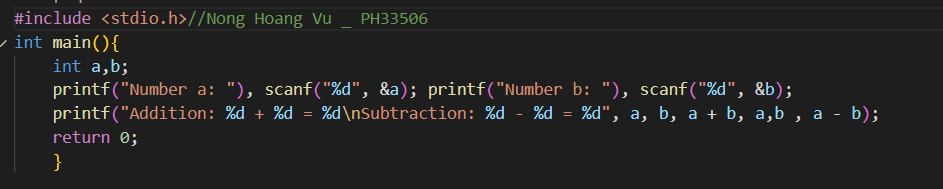 #include <stdio.h>//Nong Hoang Vu _ PH33506
int main(){
int a,b;
printf("Number a: "), scanf("%d", &a); printf("Number b: "), scanf("%d", &b);
printf("Addition: %d + %d = %d\nSubtraction: %d - %d = %d", a, b, a + b, a,b , a - b);
return 0;
}